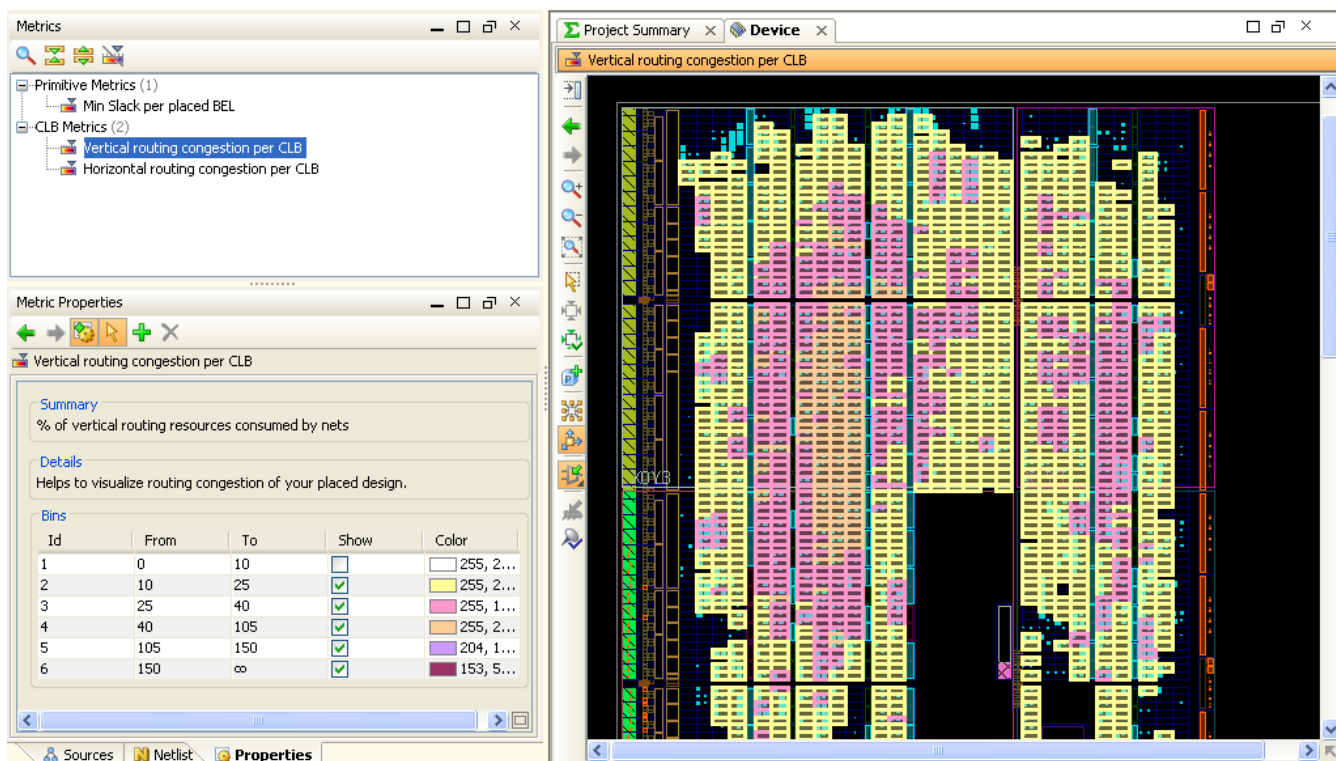 Metrics
Primitive Metrics (1)
Min Slack per placed BEL
CLB Metrics (2)
Vertical routing congestion per CLB
Horizontal routing congestion per CLB
Metric Properties
Vertical routing congestion per CLB
Summary
% of vertical routing resources consumed by nets
Details
Helps to visualize routing congestion of your placed design.
Bins
Id From To Show Color
1 0 10 255, 2...
2 10 25 255, 2...
3 25 40 255, 1...
4 40 105 255, 2...
5 105 150 204, 1...
6 150 ∞ 153, 5...
Sources Netlist Properties
Project Summary Device
Vertical routing congestion per CLB
X0Y3